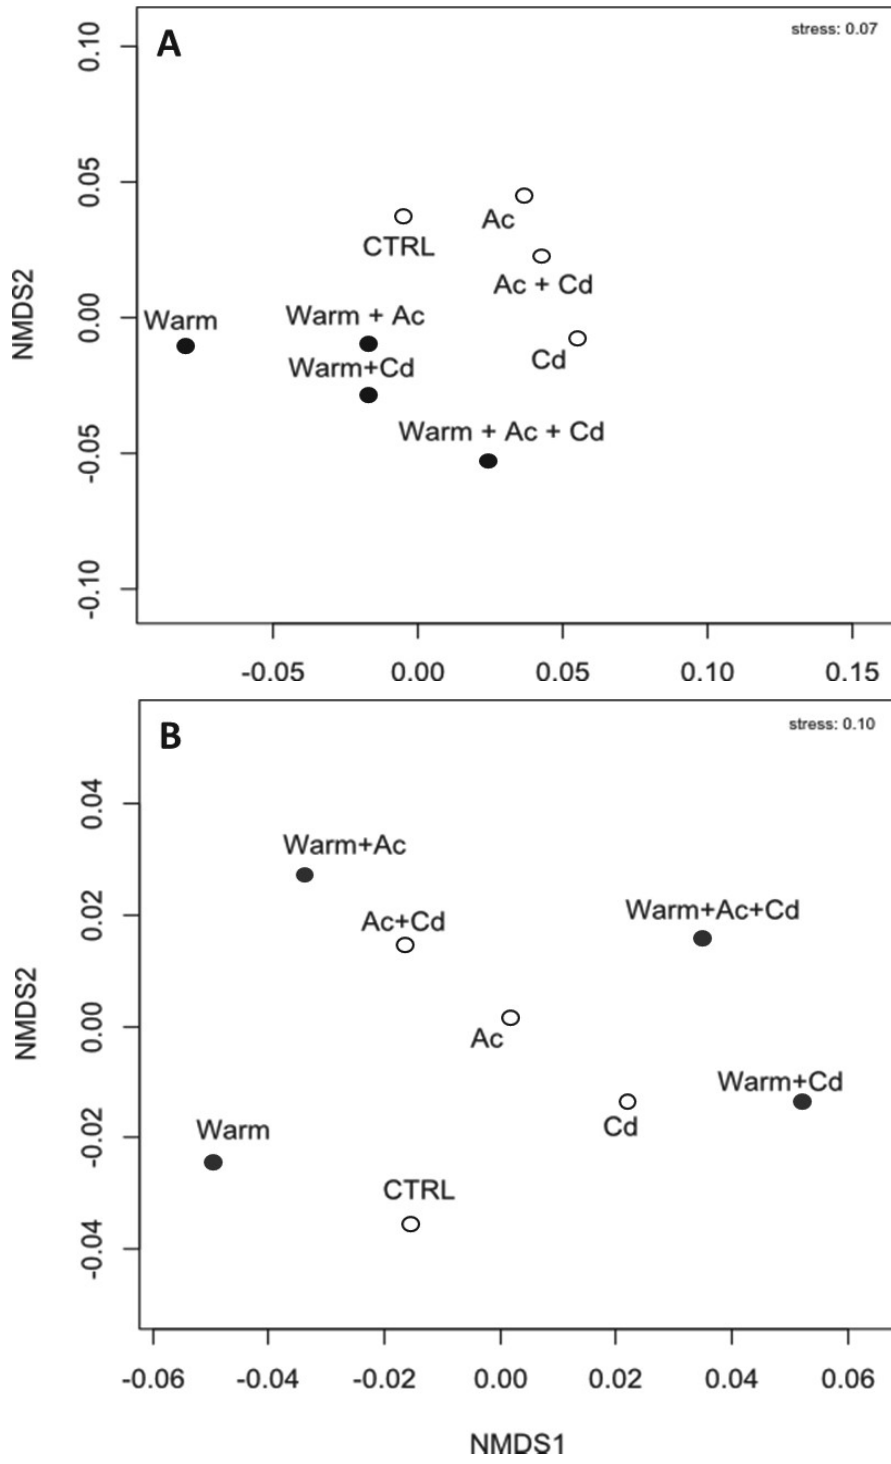 A
stress: 0.07
0.10
0.05
0.00
-0.05
-0.10
NMDS2
Ac
CTRL
Ac + Cd
Warm
Warm + Ac
Cd
Warm+Cd
Warm + Ac + Cd
-0.05 0.00 0.05 0.10 0.15
B
stress: 0.10
0.04
0.02
0.00
-0.02
-0.04
NMDS2
Warm+Ac
Ac+Cd
Warm+Ac+Cd
Ac
Warm+Cd
Cd
Warm
CTRL
-0.06 -0.04 -0.02 0.00 0.02 0.04 0.06
NMDS1